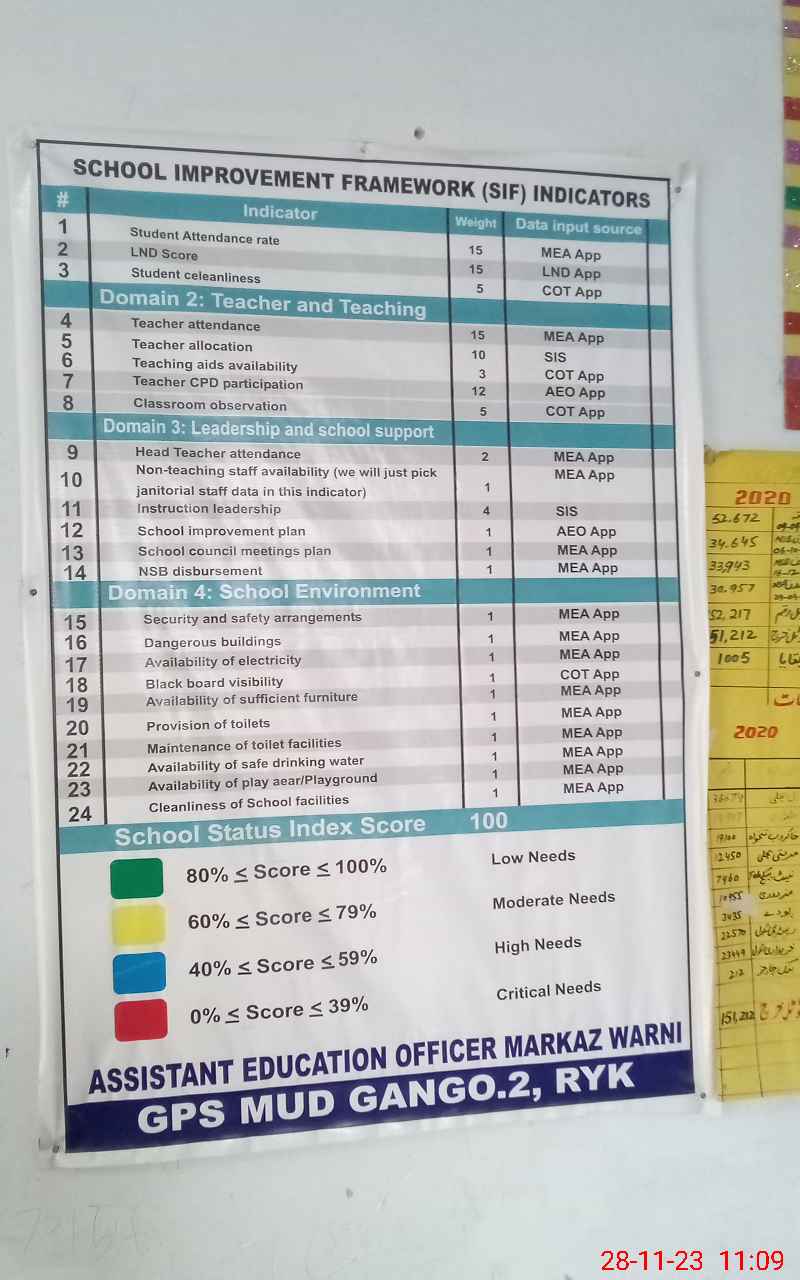 SCHOOL IMPROVEMENT FRAMEWORK (SIF) INDICATORS
# Indicator Weight Data input source
1 Student Attendance rate 15 MEA App
2 LND Score 15 LND App
3 Student celeanliness 5 COT App
Domain 2: Teacher and Teaching
4 Teacher attendance 15 MEA App
5 Teacher allocation 10 SIS
6 Teaching aids availability 3 COT App
7 Teacher CPD participation 12 AEO App
8 Classroom observation 5 COT App
Domain 3: Leadership and school support
9 Head Teacher attendance 2 MEA App
10 Non-teaching staff availability (we will just pick MEA App
janitorial staff data in this indicator) 1
11 Instruction leadership 4 SIS
12 School improvement plan 1 AEO App
13 School council meetings plan 1 MEA App
14 NSB disbursement 1 MEA App
Domain 4: School Environment
15 Security and safety arrangements 1 MEA App
16 Dangerous buildings 1 MEA App
17 Availability of electricity 1 MEA App
18 Black board visibility 1 COT App
19 Availability of sufficient furniture 1 MEA App
20 Provision of toilets 1 MEA App
21 Maintenance of toilet facilities 1 MEA App
22 Availability of safe drinking water 1 MEA App
23 Availability of play aear/Playground 1 MEA App
24 Cleanliness of School facilities 1 MEA App
School Status Index Score 100
80% ≤ Score ≤ 100% Low Needs
60% ≤ Score ≤ 79% Moderate Needs
40% ≤ Score ≤ 59% High Needs
0% ≤ Score ≤ 39% Critical Needs
ASSISTANT EDUCATION OFFICER MARKAZ WARNI
GPS MUD GANGO.2, RYK
2020
52.672
34.645
33,943
30.957
52,217
51,212
1005 بقایا
2020
19100
12450
7460
10955
3435
22570
23449
212
151,212
28-11-23 11:09